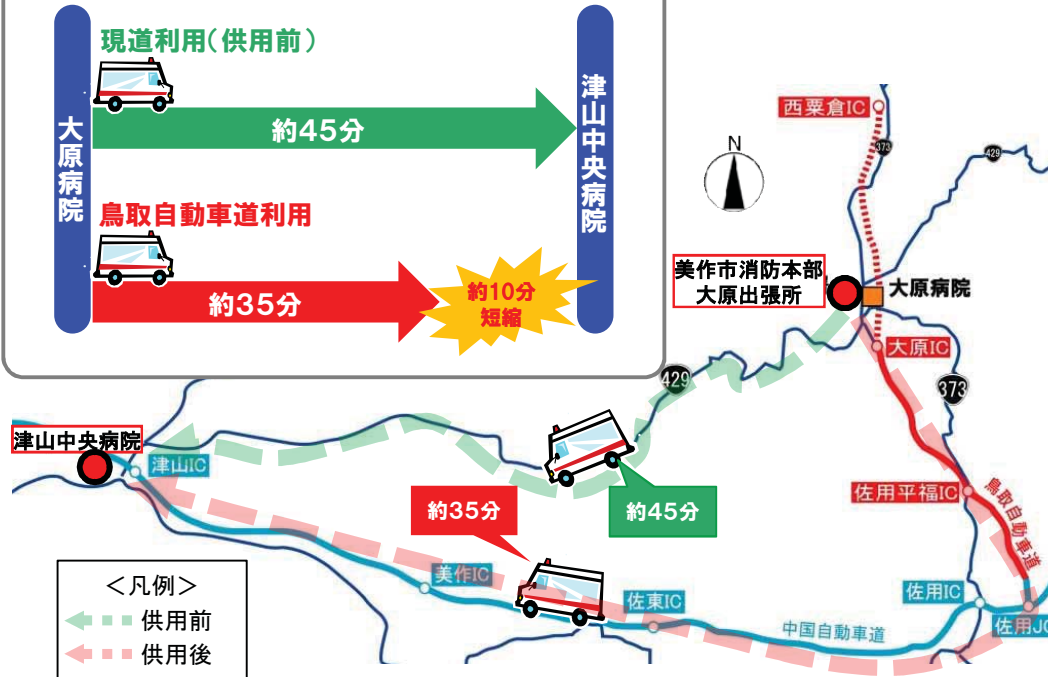 現道利用(供用前)
大原病院
約45分
津山中央病院
鳥取自動車道利用
約35分
約10分
短縮
N
西粟倉IC
373
429
美作市消防本部
大原出張所
大原病院
大原IC
429
373
津山中央病院
津山IC
約35分
約45分
佐用平福IC
鳥取自動車道
美作IC
佐東IC
佐用IC
佐用JC
中国自動車道
<凡例>
供用前
供用後